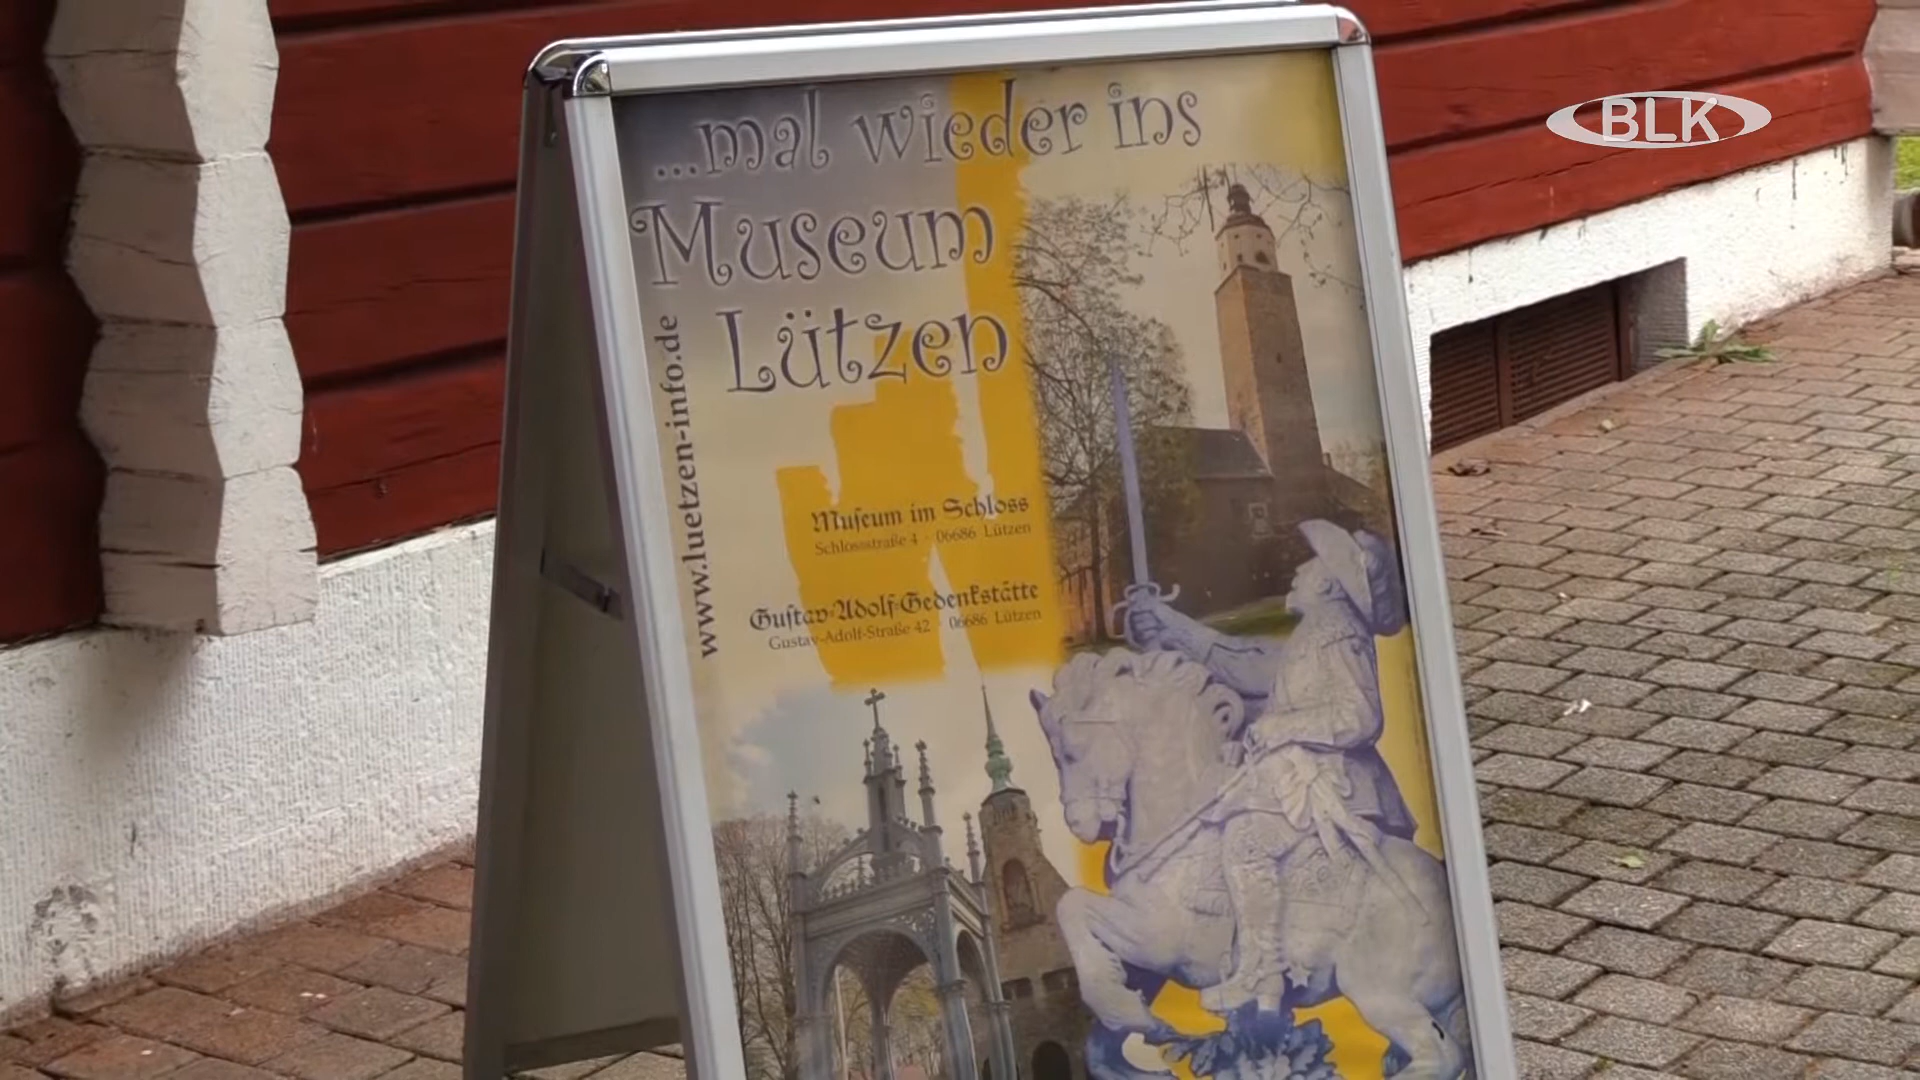 ...mal wieder ins
Museum
Lützen
www.luetzen-info.de
Museum im Schloss
Schlossstraße 4 - 06686 Lützen
Gustav-Adolf-Gedenkstätte
Gustav-Adolf-Straße 42 - 06686 Lützen
BLK